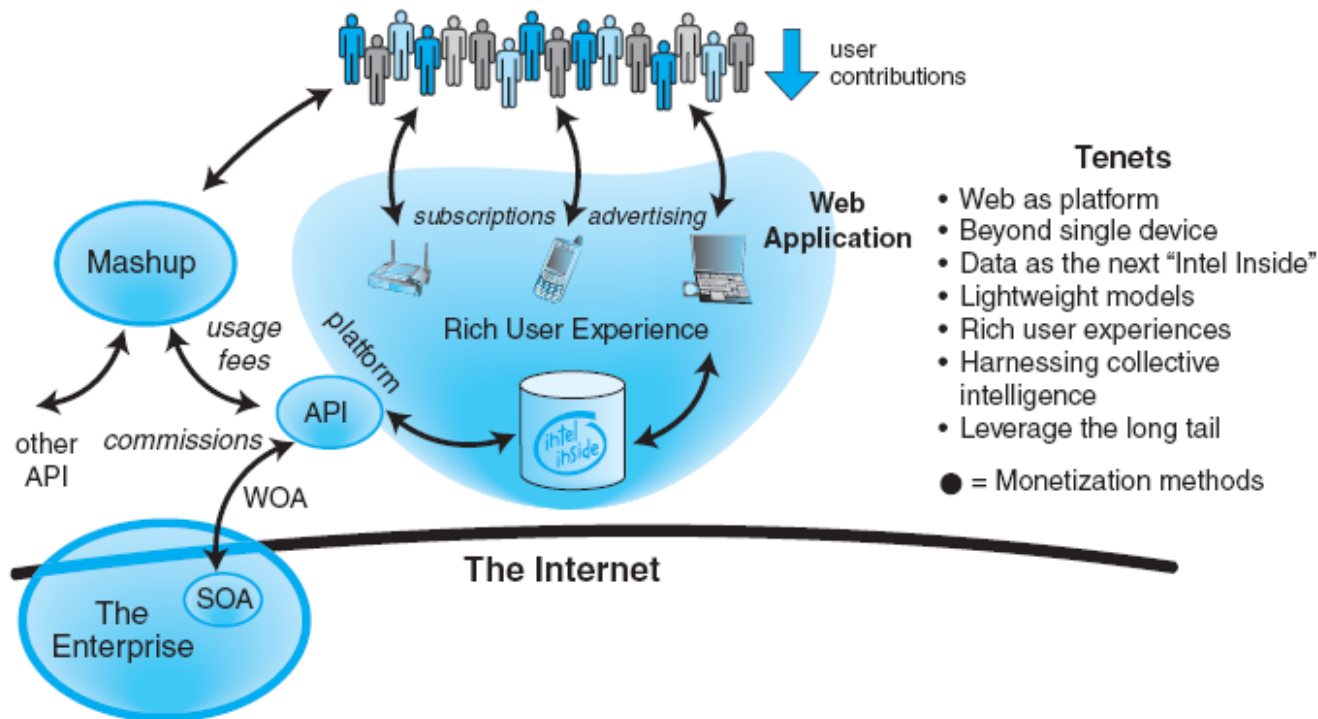 user
contributions
Tenets
• Web as platform
• Beyond single device
• Data as the next “Intel Inside”
• Lightweight models
• Rich user experiences
• Harnessing collective
intelligence
• Leverage the long tail
● = Monetization methods
subscriptions
advertising
Web
Application
Mashup
Rich User Experience
usage
fees
platform
API
intel
inside
other
API
commissions
WOA
The Internet
SOA
The
Enterprise